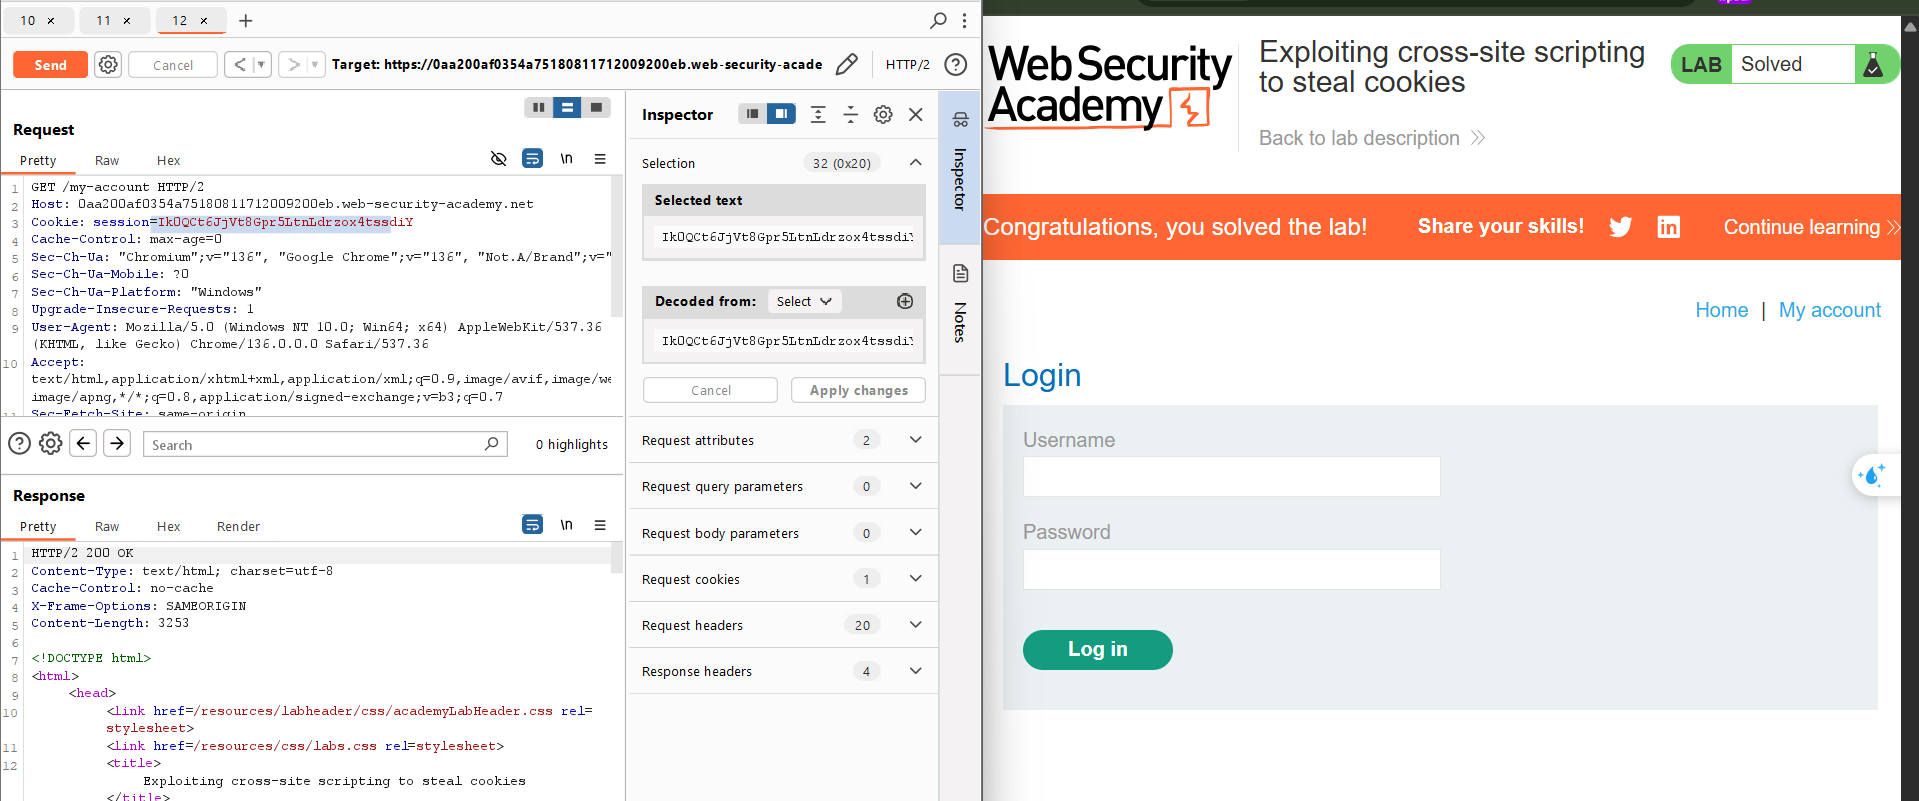 10 × 11 × 12 × +
Send Cancel < > Target: https://0aa200af0354a75180811712009200eb.web-security-acade HTTP/2 ?
Request
Pretty Raw Hex \n
1 GET /my-account HTTP/2
2 Host: 0aa200af0354a75180811712009200eb.web-security-academy.net
3 Cookie: session=Ik0QCt6JjVt8Gpr5LtnLdrzox4tssdiY
4 Cache-Control: max-age=0
5 Sec-Ch-Ua: "Chromium";v="136", "Google Chrome";v="136", "Not.A/Brand";v="
6 Sec-Ch-Ua-Mobile: ?0
7 Sec-Ch-Ua-Platform: "Windows"
8 Upgrade-Insecure-Requests: 1
9 User-Agent: Mozilla/5.0 (Windows NT 10.0; Win64; x64) AppleWebKit/537.36
(KHTML, like Gecko) Chrome/136.0.0.0 Safari/537.36
10 Accept:
text/html,application/xhtml+xml,application/xml;q=0.9,image/avif,image/we
image/apng,*/*;q=0.8,application/signed-exchange;v=b3;q=0.7
11 Sec-Fetch-Site: same-origin
? Search 0 highlights
Response
Pretty Raw Hex Render \n
1 HTTP/2 200 OK
2 Content-Type: text/html; charset=utf-8
3 Cache-Control: no-cache
4 X-Frame-Options: SAMEORIGIN
5 Content-Length: 3253
6
7 <!DOCTYPE html>
8 <html>
9 <head>
10 <link href=/resources/labheader/css/academyLabHeader.css rel=
stylesheet>
11 <link href=/resources/css/labs.css rel=stylesheet>
12 <title>
Exploiting cross-site scripting to steal cookies
</title>
Inspector
Selection 32 (0x20)
Selected text
Ik0QCt6JjVt8Gpr5LtnLdrzox4tssdiY
Decoded from: Select
Ik0QCt6JjVt8Gpr5LtnLdrzox4tssdiY
Cancel Apply changes
Request attributes 2
Request query parameters 0
Request body parameters 0
Request cookies 1
Request headers 20
Response headers 4
Inspector
Notes
Web Security
Academy
Exploiting cross-site scripting
to steal cookies
Back to lab description
LAB Solved
Congratulations, you solved the lab! Share your skills! Continue learning
Home | My account
Login
Username
Password
Log in